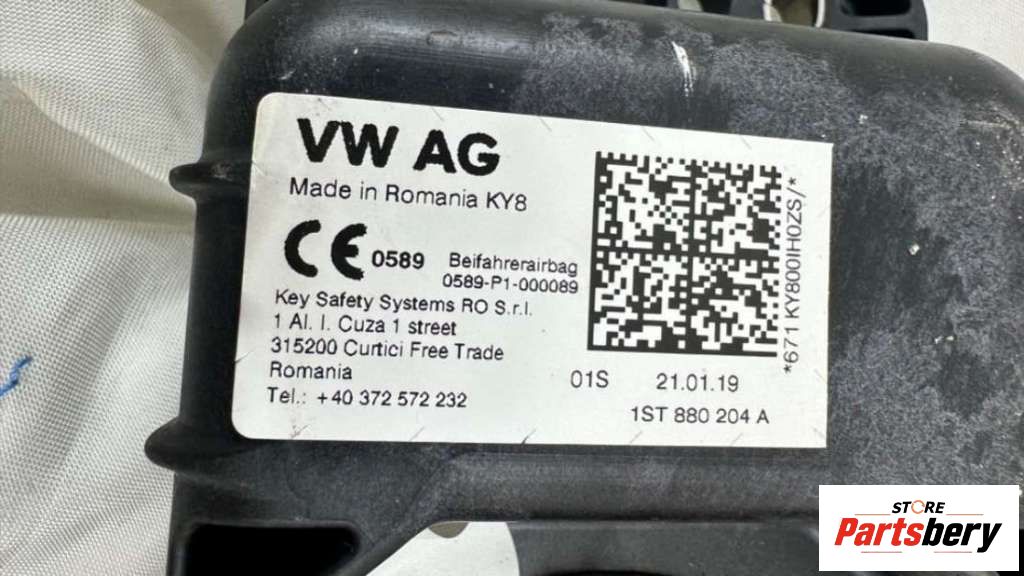 VW AG
Made in Romania KY8
CE 0589 Beifahrerairbag
0589-P1-000089
Key Safety Systems RO S.r.l.
1 Al. I. Cuza 1 street
315200 Curtici Free Trade
Romania
Tel.: +40 372 572 232
*671 KY800IH0ZS/*
01S 21.01.19
1ST 880 204 A
STORE
Partsbery